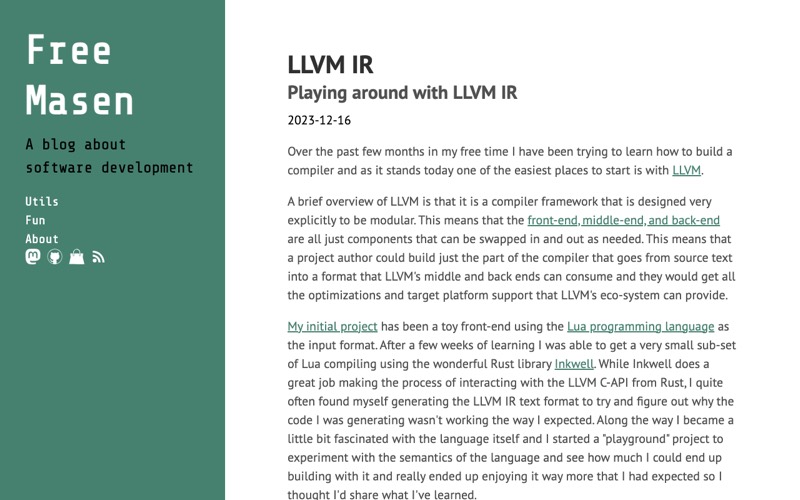 Free
Masen
A blog about
software development
Utils
Fun
About
LLVM IR
Playing around with LLVM IR
2023-12-16
Over the past few months in my free time I have been trying to learn how to build a
compiler and as it stands today one of the easiest places to start is with LLVM.
A brief overview of LLVM is that it is a compiler framework that is designed very
explicitly to be modular. This means that the front-end, middle-end, and back-end
are all just components that can be swapped in and out as needed. This means that
a project author could build just the part of the compiler that goes from source text
into a format that LLVM's middle and back ends can consume and they would get all
the optimizations and target platform support that LLVM's eco-system can provide.
My initial project has been a toy front-end using the Lua programming language as
the input format. After a few weeks of learning I was able to get a very small sub-set
of Lua compiling using the wonderful Rust library Inkwell. While Inkwell does a
great job making the process of interacting with the LLVM C-API from Rust, I quite
often found myself generating the LLVM IR text format to try and figure out why the
code I was generating wasn't working the way I expected. Along the way I became a
little bit fascinated with the language itself and I started a "playground" project to
experiment with the semantics of the language and see how much I could end up
building with it and really ended up enjoying it way more that I had expected so I
thought I'd share what I've learned.